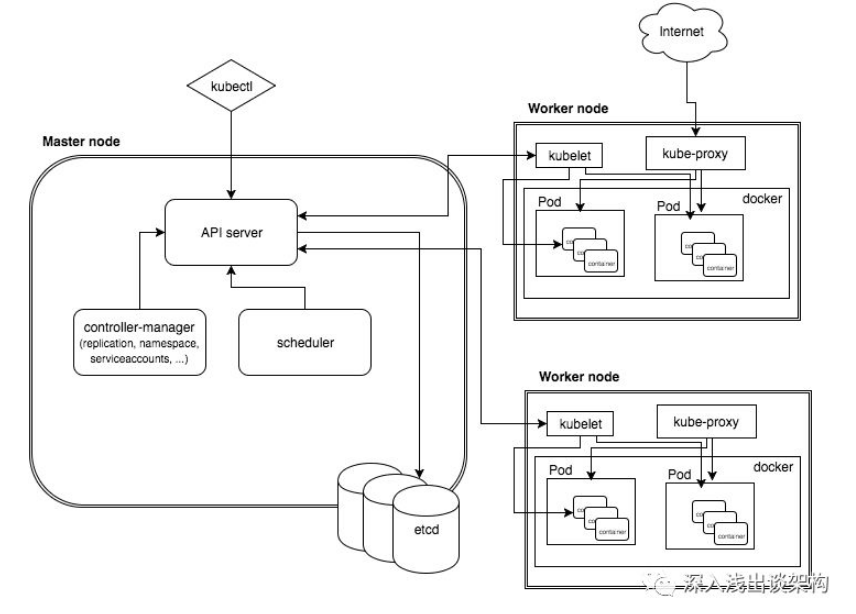 Internet
kubectl
Worker node
Master node
kubelet
kube-proxy
docker
Pod
Pod
API server
container
container
controller-manager
(replication, namespace,
serviceaccounts, ...)
scheduler
Worker node
kubelet
kube-proxy
docker
Pod
Pod
etcd
container
container
深入浅出谈架构